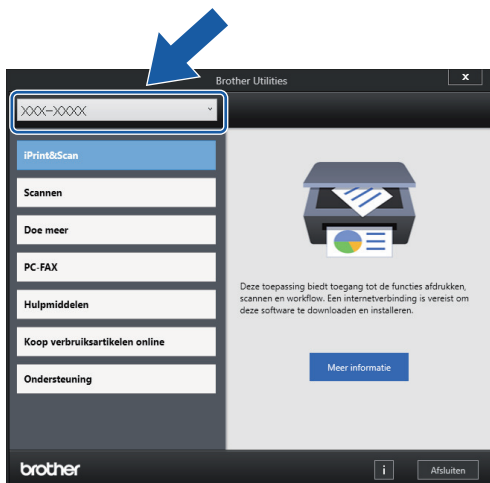 Brother Utilities
x
XXX-XXXX
iPrint&Scan
Scannen
Doe meer
PC-FAX
Hulpmiddelen
Koop verbruiksartikelen online
Ondersteuning
Deze toepassing biedt toegang tot de functies afdrukken,
scannen en workflow. Een internetverbinding is vereist om
deze software te downloaden en installeren.
Meer informatie
brother
i
Afsluiten